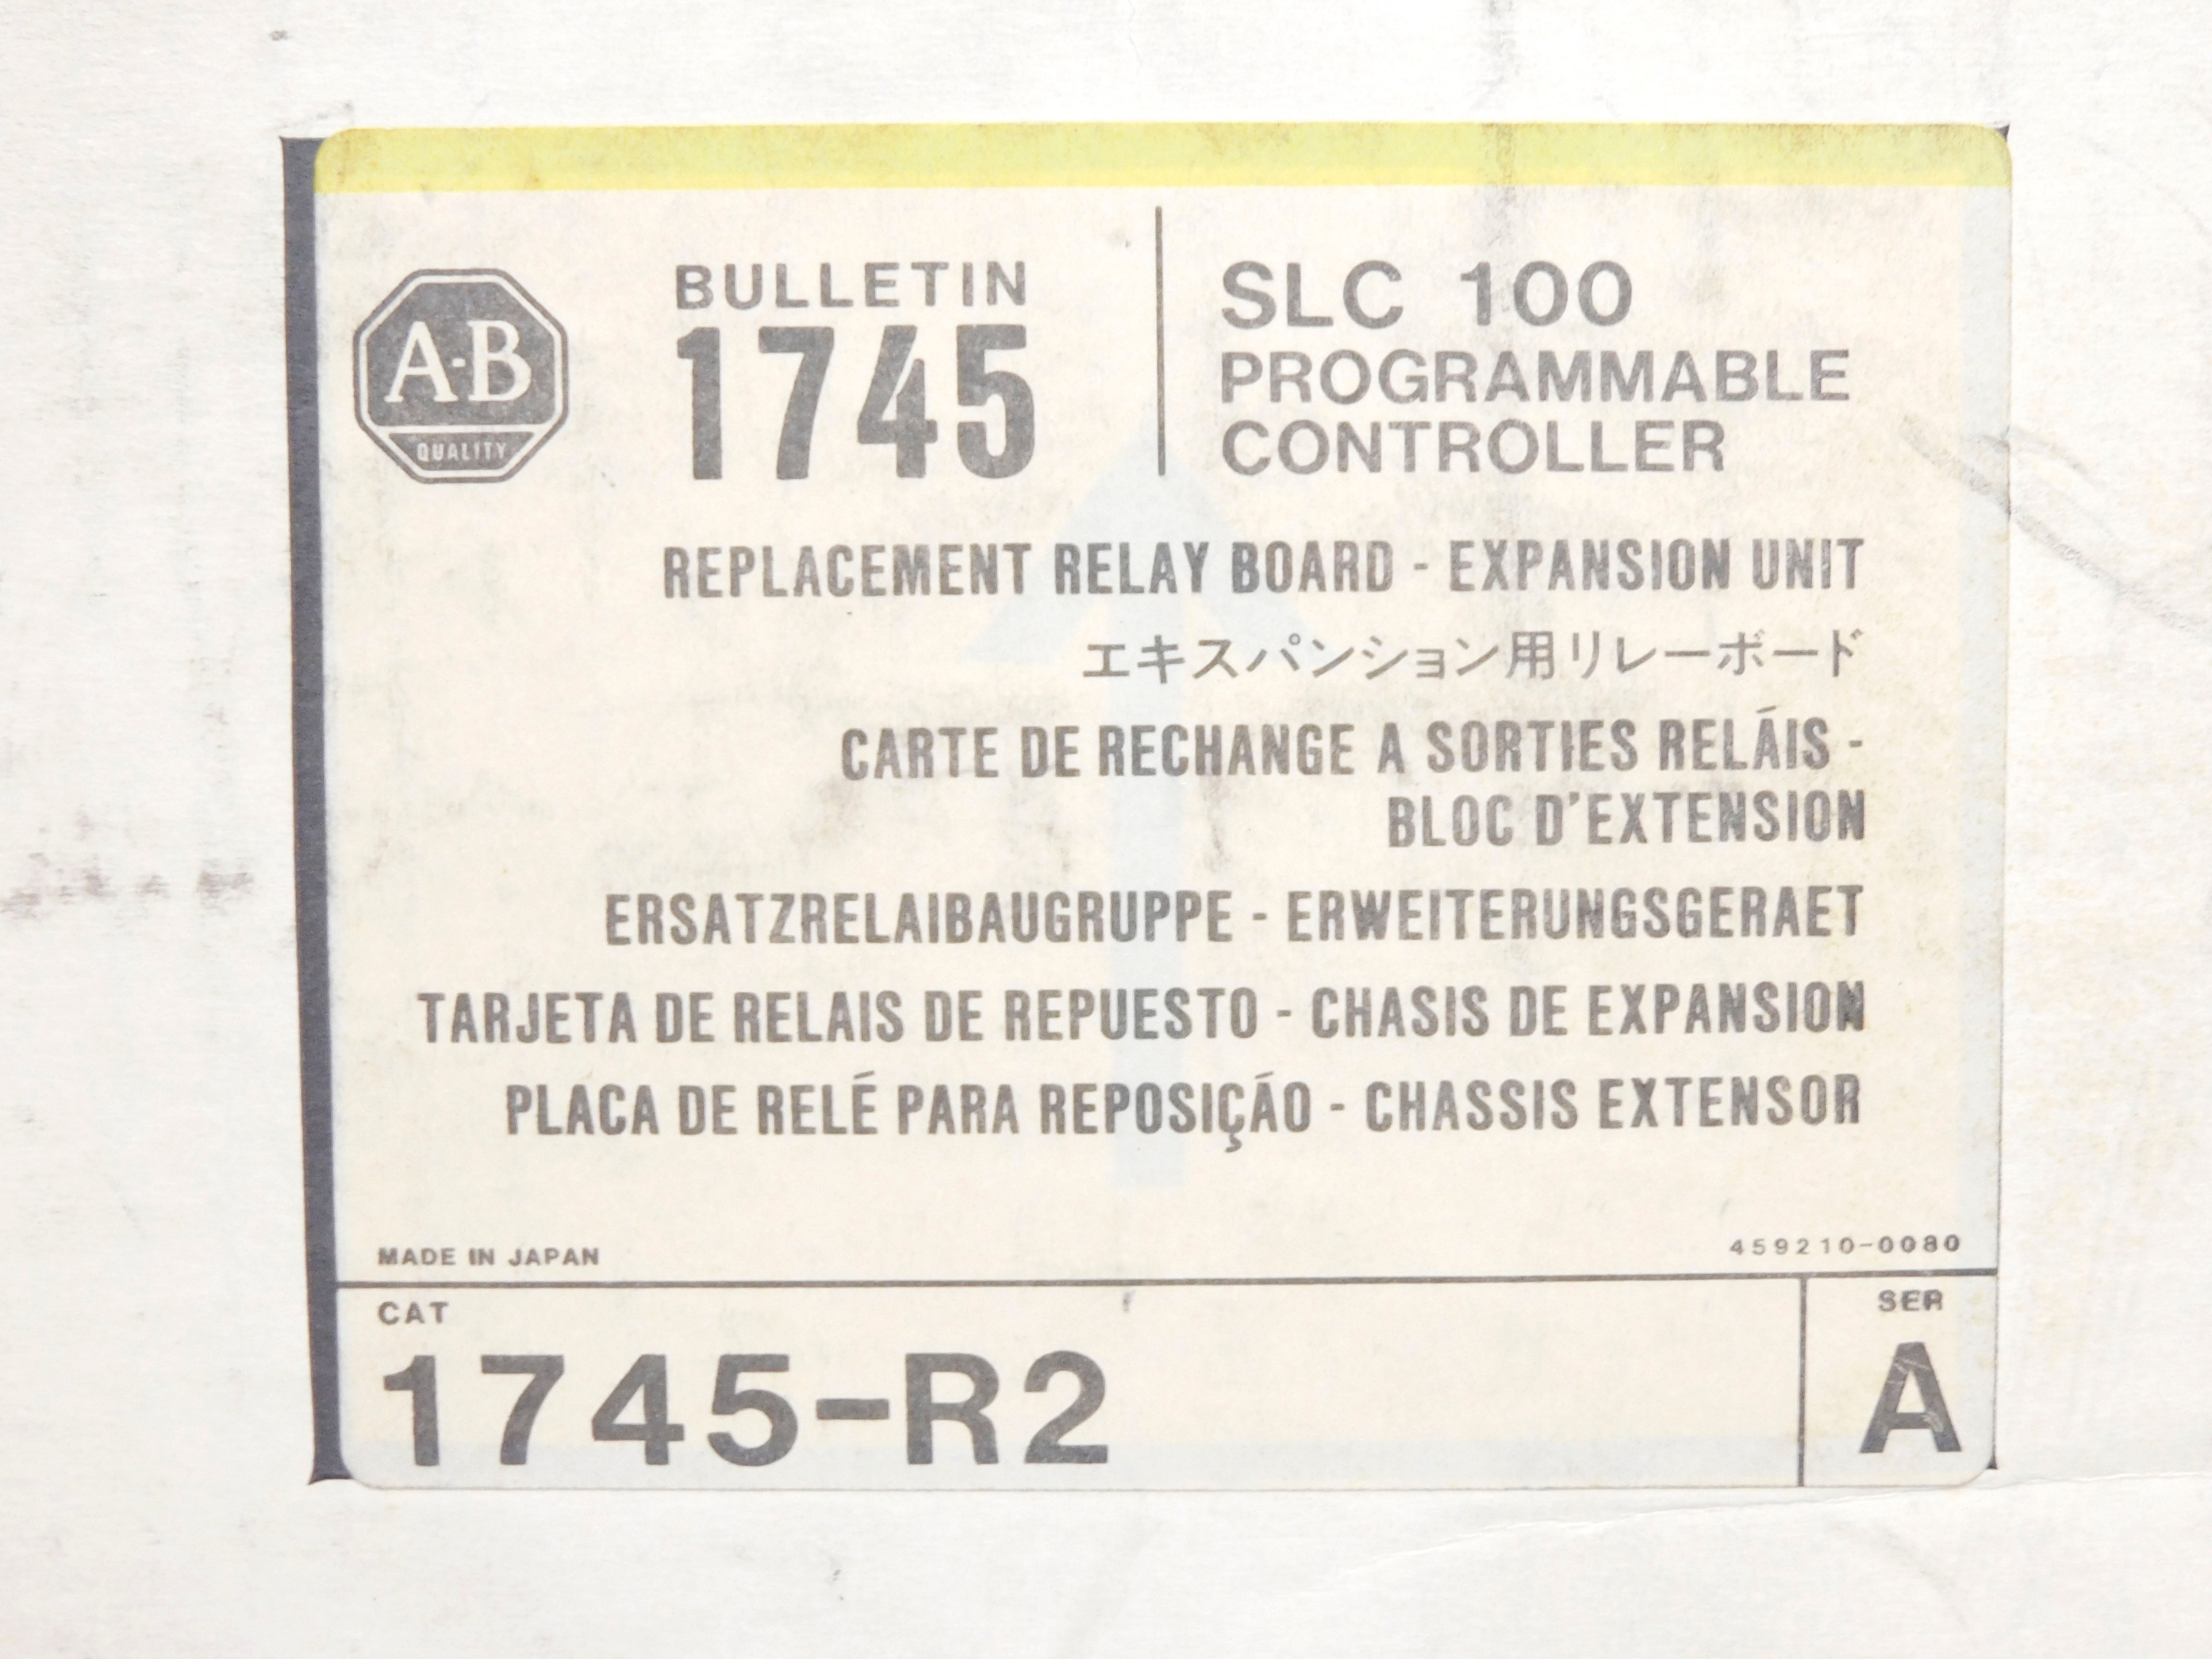 A-B
QUALITY
BULLETIN
1745
SLC 100
PROGRAMMABLE
CONTROLLER
REPLACEMENT RELAY BOARD - EXPANSION UNIT
エキスパンション用リレーボード
CARTE DE RECHANGE A SORTIES RELÁIS -
BLOC D'EXTENSION
ERSATZRELAIBAUGRUPPE - ERWEITERUNGSGERAET
TARJETA DE RELAIS DE REPUESTO - CHASIS DE EXPANSION
PLACA DE RELÉ PARA REPOSIÇÁO - CHASSIS EXTENSOR
MADE IN JAPAN
459210-0080
CAT
1745-R2
SER
A